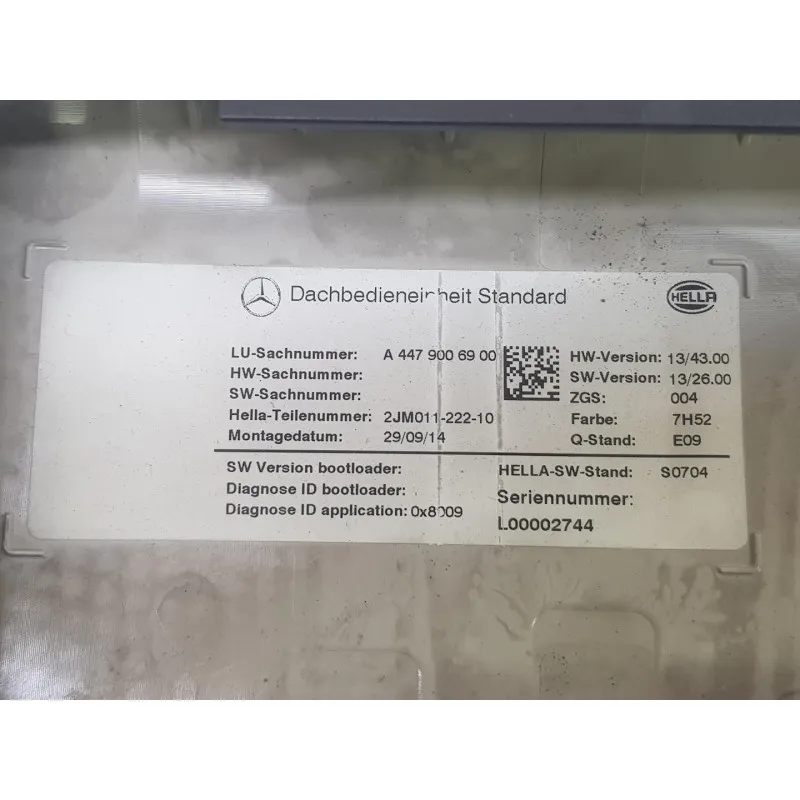 Dachbedieneinheit Standard
HELLA
LU-Sachnummer: A 447 900 69 00
HW-Version: 13/43.00
HW-Sachnummer:
SW-Version: 13/26.00
SW-Sachnummer:
ZGS: 004
Hella-Teilenummer: 2JM011-222-10
Farbe: 7H52
Montagedatum: 29/09/14
Q-Stand: E09
SW Version bootloader:
HELLA-SW-Stand: S0704
Diagnose ID bootloader:
Seriennummer:
Diagnose ID application: 0x8009
L00002744